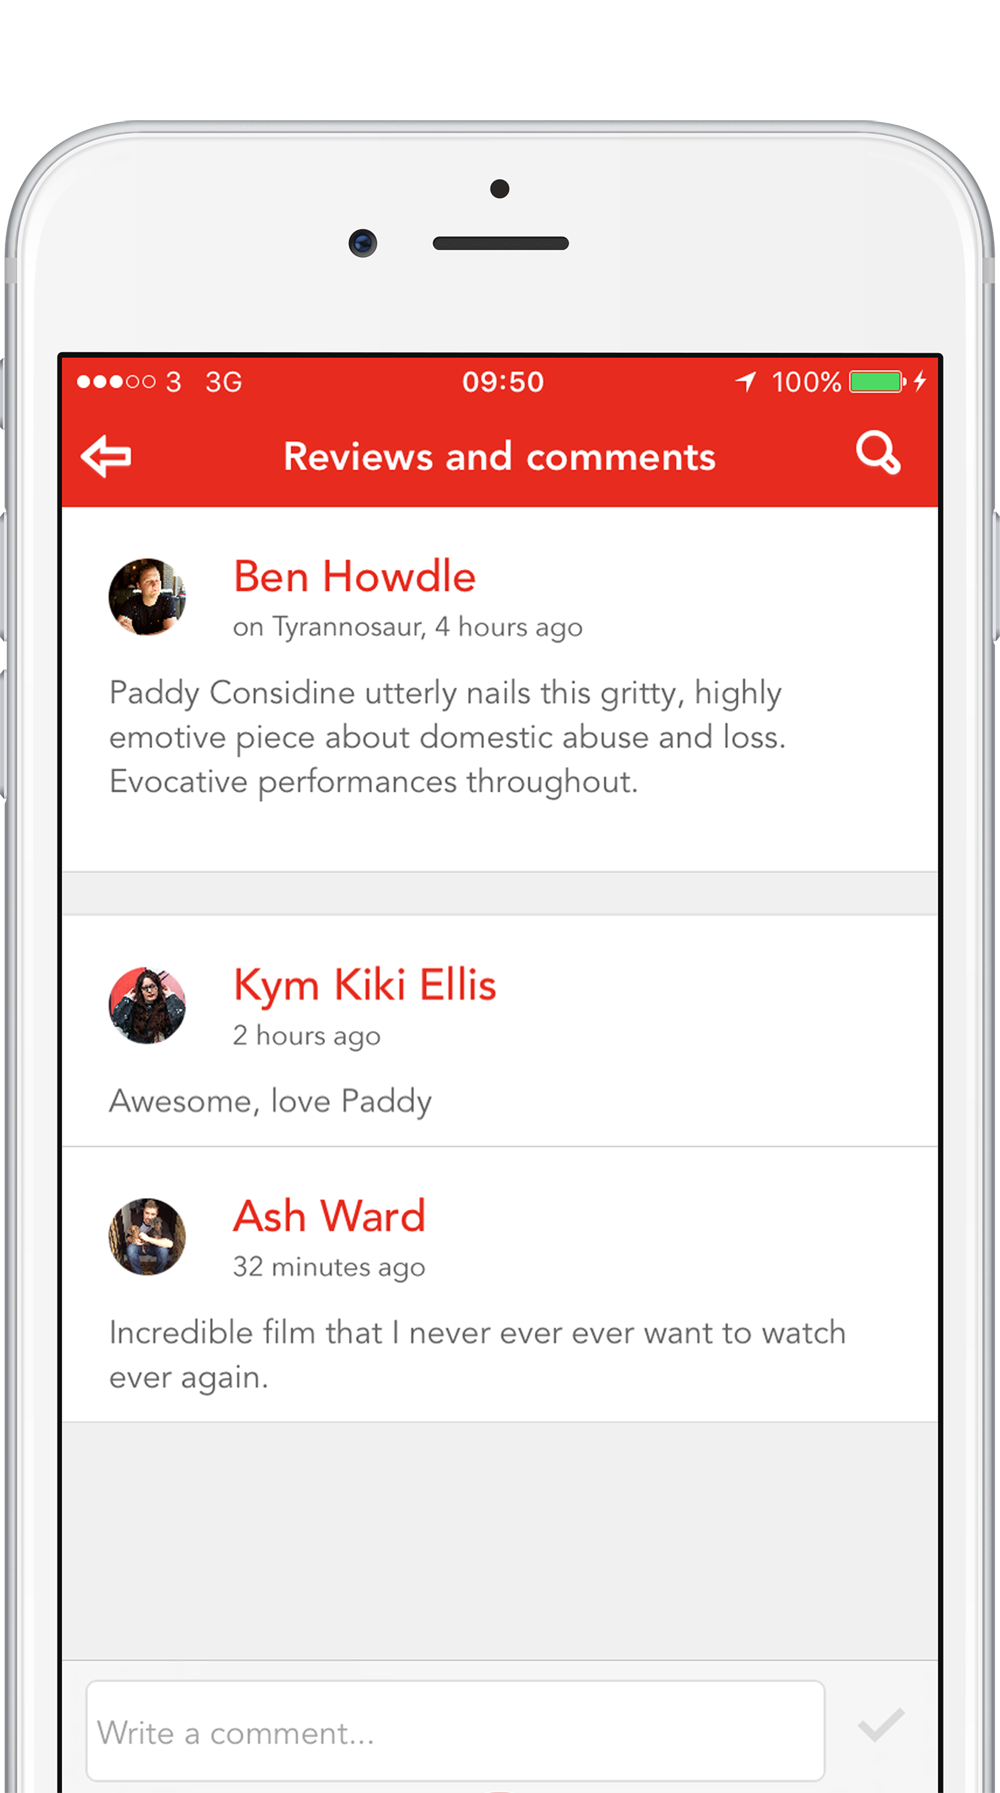 3 3G 09:50 100%
Reviews and comments
Ben Howdle
on Tyrannosaur, 4 hours ago
Paddy Considine utterly nails this gritty, highly
emotive piece about domestic abuse and loss.
Evocative performances throughout.
Kym Kiki Ellis
2 hours ago
Awesome, love Paddy
Ash Ward
32 minutes ago
Incredible film that I never ever ever want to watch
ever again.
Write a comment...